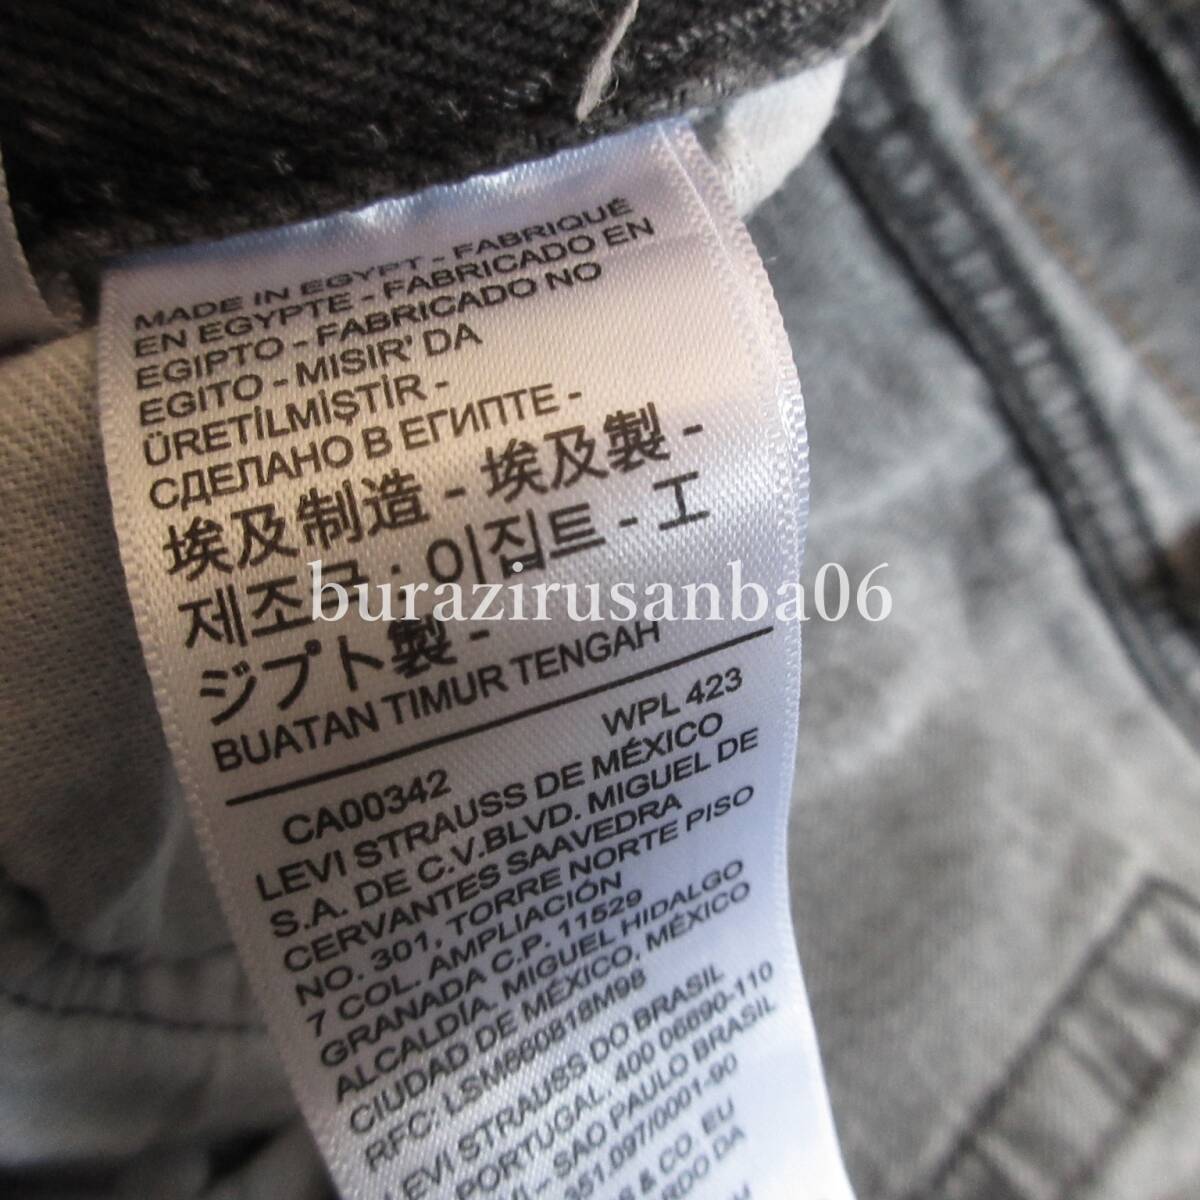 MADE IN EGYPT - FABRIQUÉ
EN EGYPTE - FABRICADO EN
EGIPTO - FABRICADO NO
EGITO - MISIR' DA
ÜRETİLMİŞTİR -
СДЕЛАНО В ЕГИПТЕ -
埃及制造 - 埃及製 -
제조국 : 이집트 - エ
ジプト製 -
BUATAN TIMUR TENGAH
WPL 423
CA00342
LEVI STRAUSS DE MÉXICO
S.A. DE C.V.BLVD. MIGUEL DE
CERVANTES SAAVEDRA
NO. 301, TORRE NORTE PISO
7 COL. AMPLIACIÓN
GRANADA C.P. 11529
ALCALDÍA. MIGUEL HIDALGO
CIUDAD DE MÉXICO, MÉXICO
RFC: LSM660818M98
LEVI STRAUSS DO BRASIL
PORTUGAL. 400 06690-110
- SAO PAULO BRASIL
351.097/0001-90
& CO. EU
DA
burazirusanba06